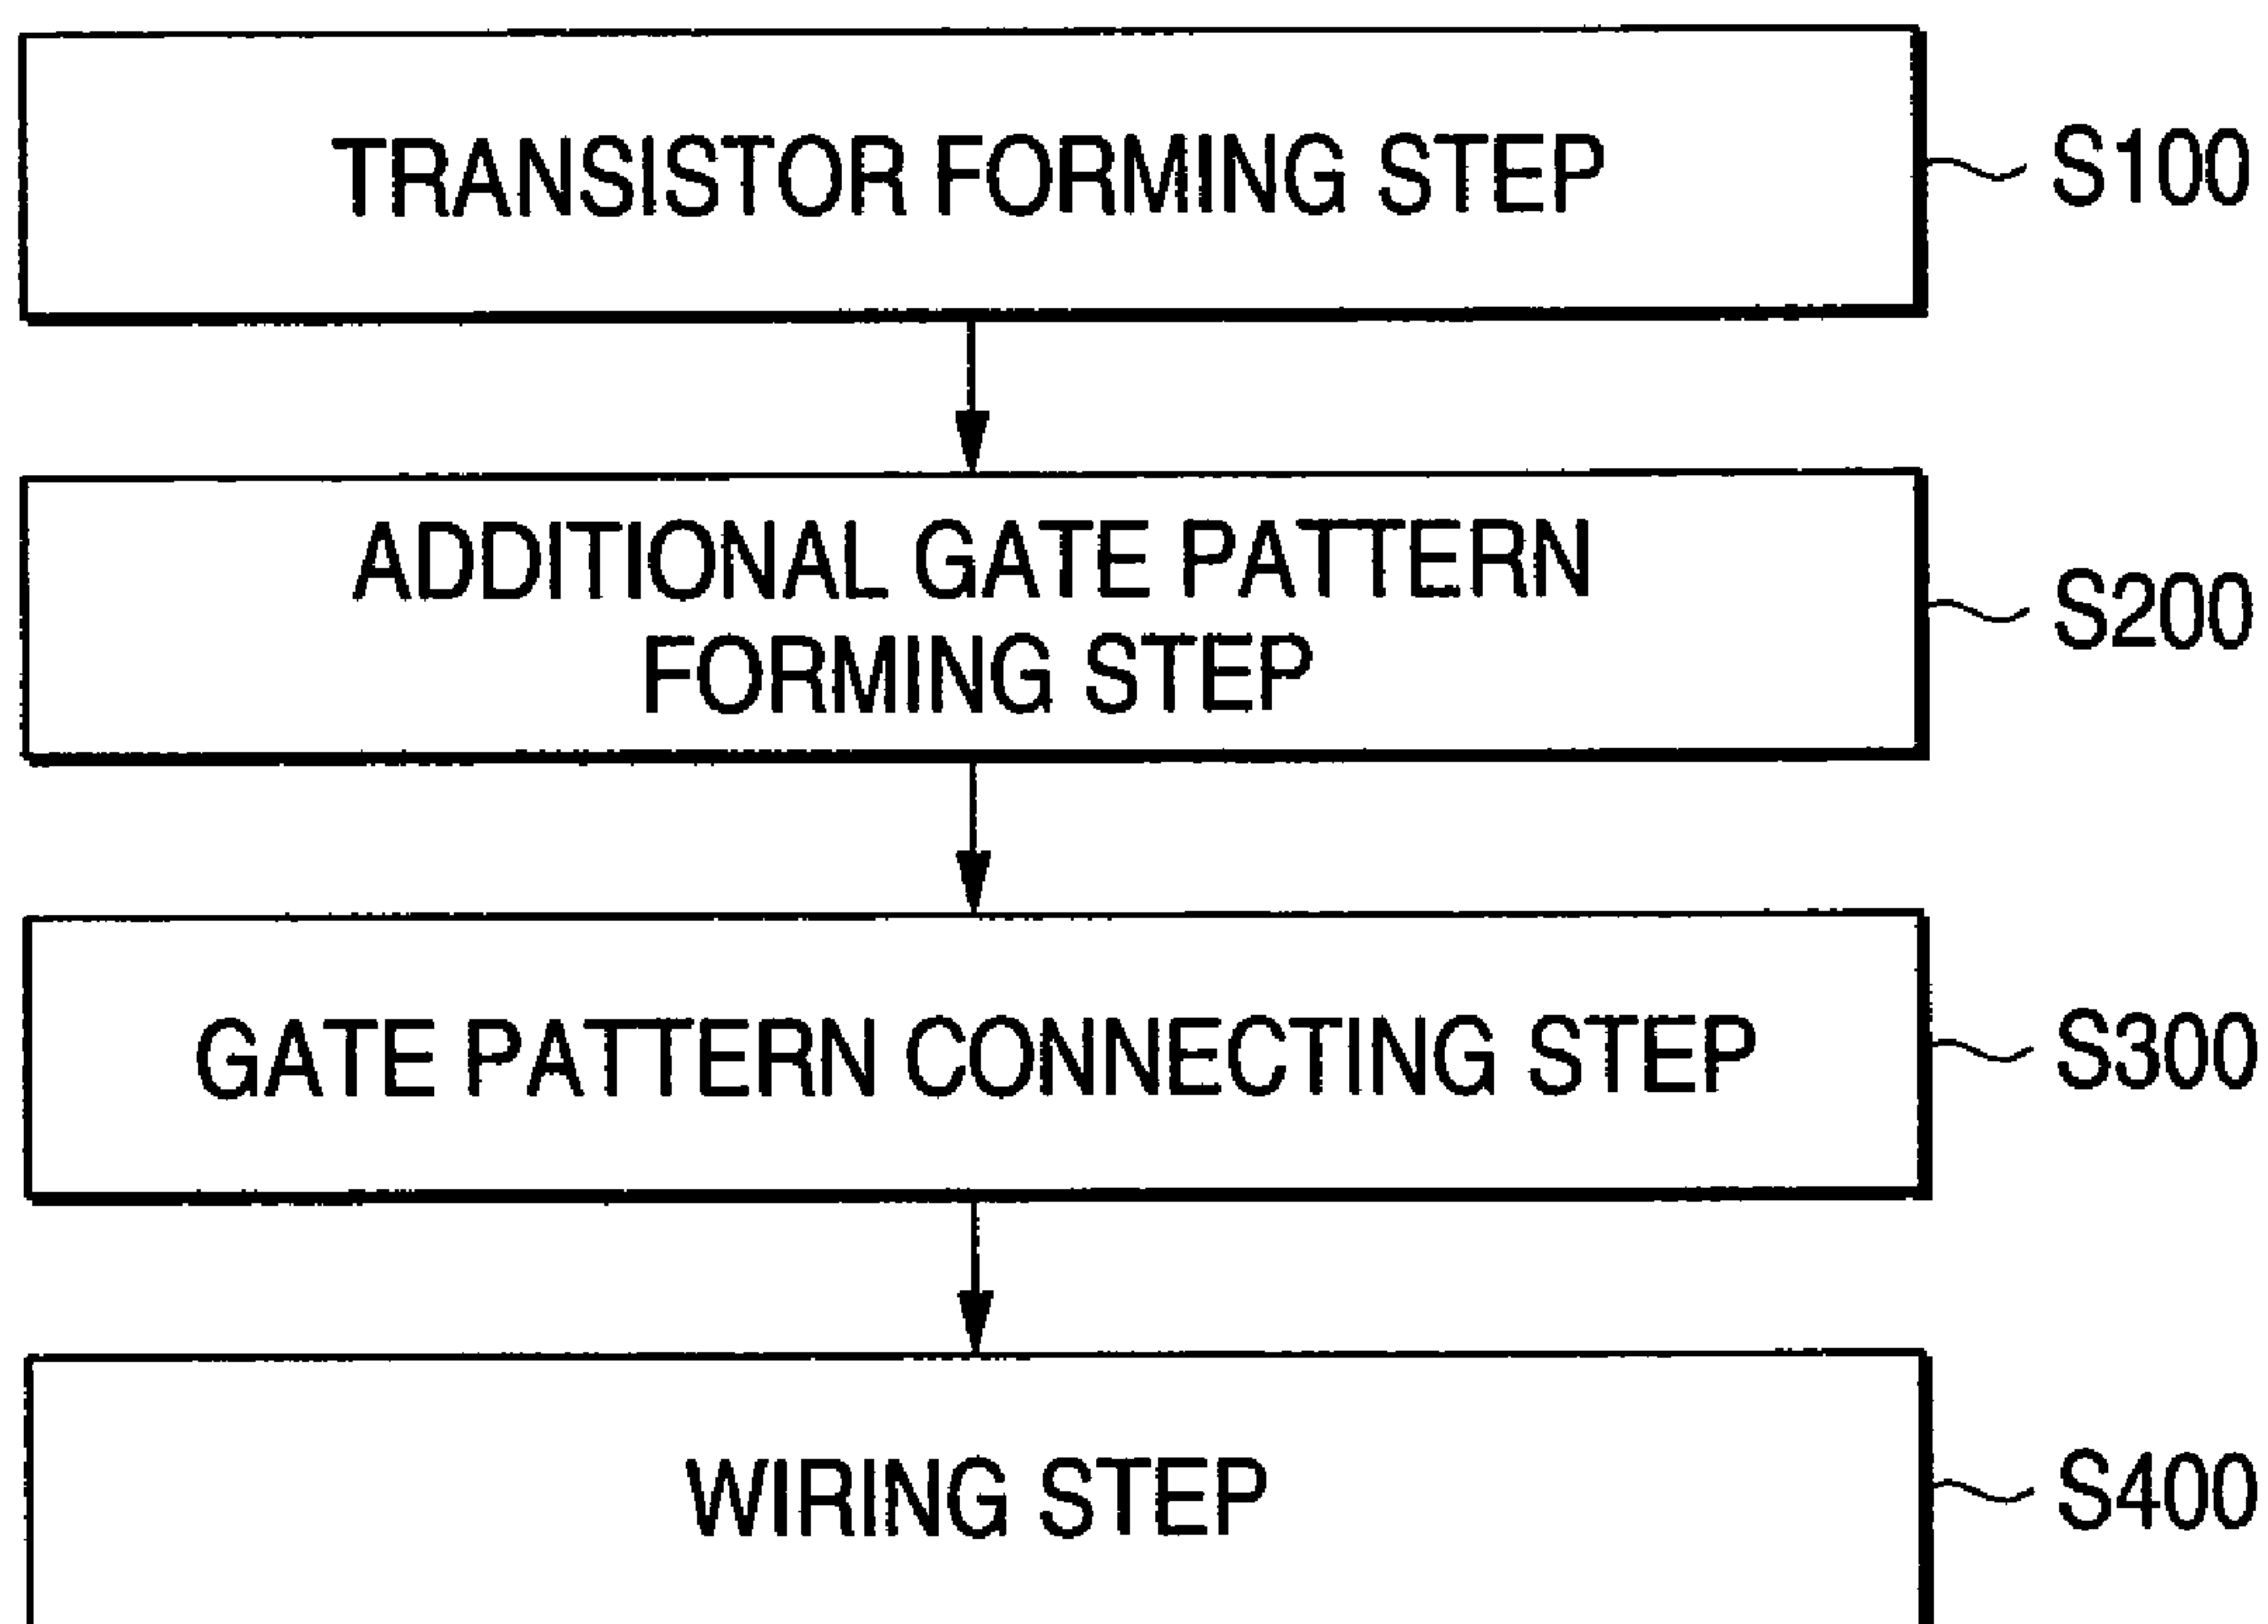 TRANSISTOR FORMING STEP
S100
ADDITIONAL GATE PATTERN
FORMING STEP
S200
GATE PATTERN CONNECTING STEP
S300
WIRING STEP
S400